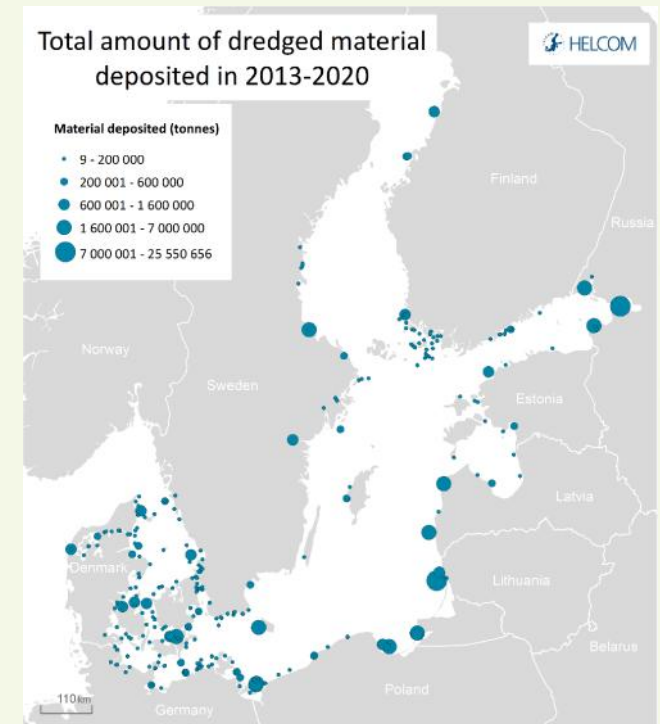 Total amount of dredged material
deposited in 2013-2020
HELCOM
Material deposited (tonnes)
9 - 200 000
200 001 - 600 000
600 001 - 1 600 000
1 600 001 - 7 000 000
7 000 001 - 25 550 656
Finland
Russia
Norway
Sweden
Estonia
Latvia
Denmark
Lithuania
Belarus
Poland
110 km
Germany